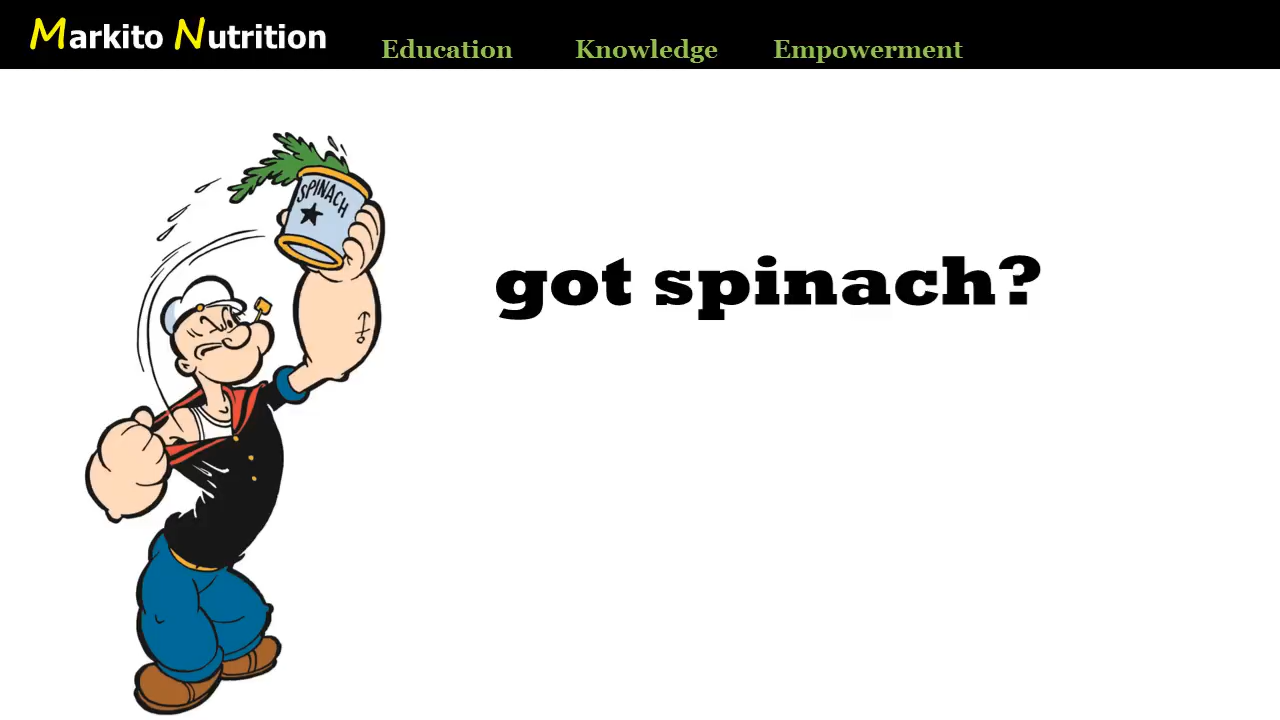 Markito Nutrition
Education Knowledge Empowerment
SPINACH
got spinach?